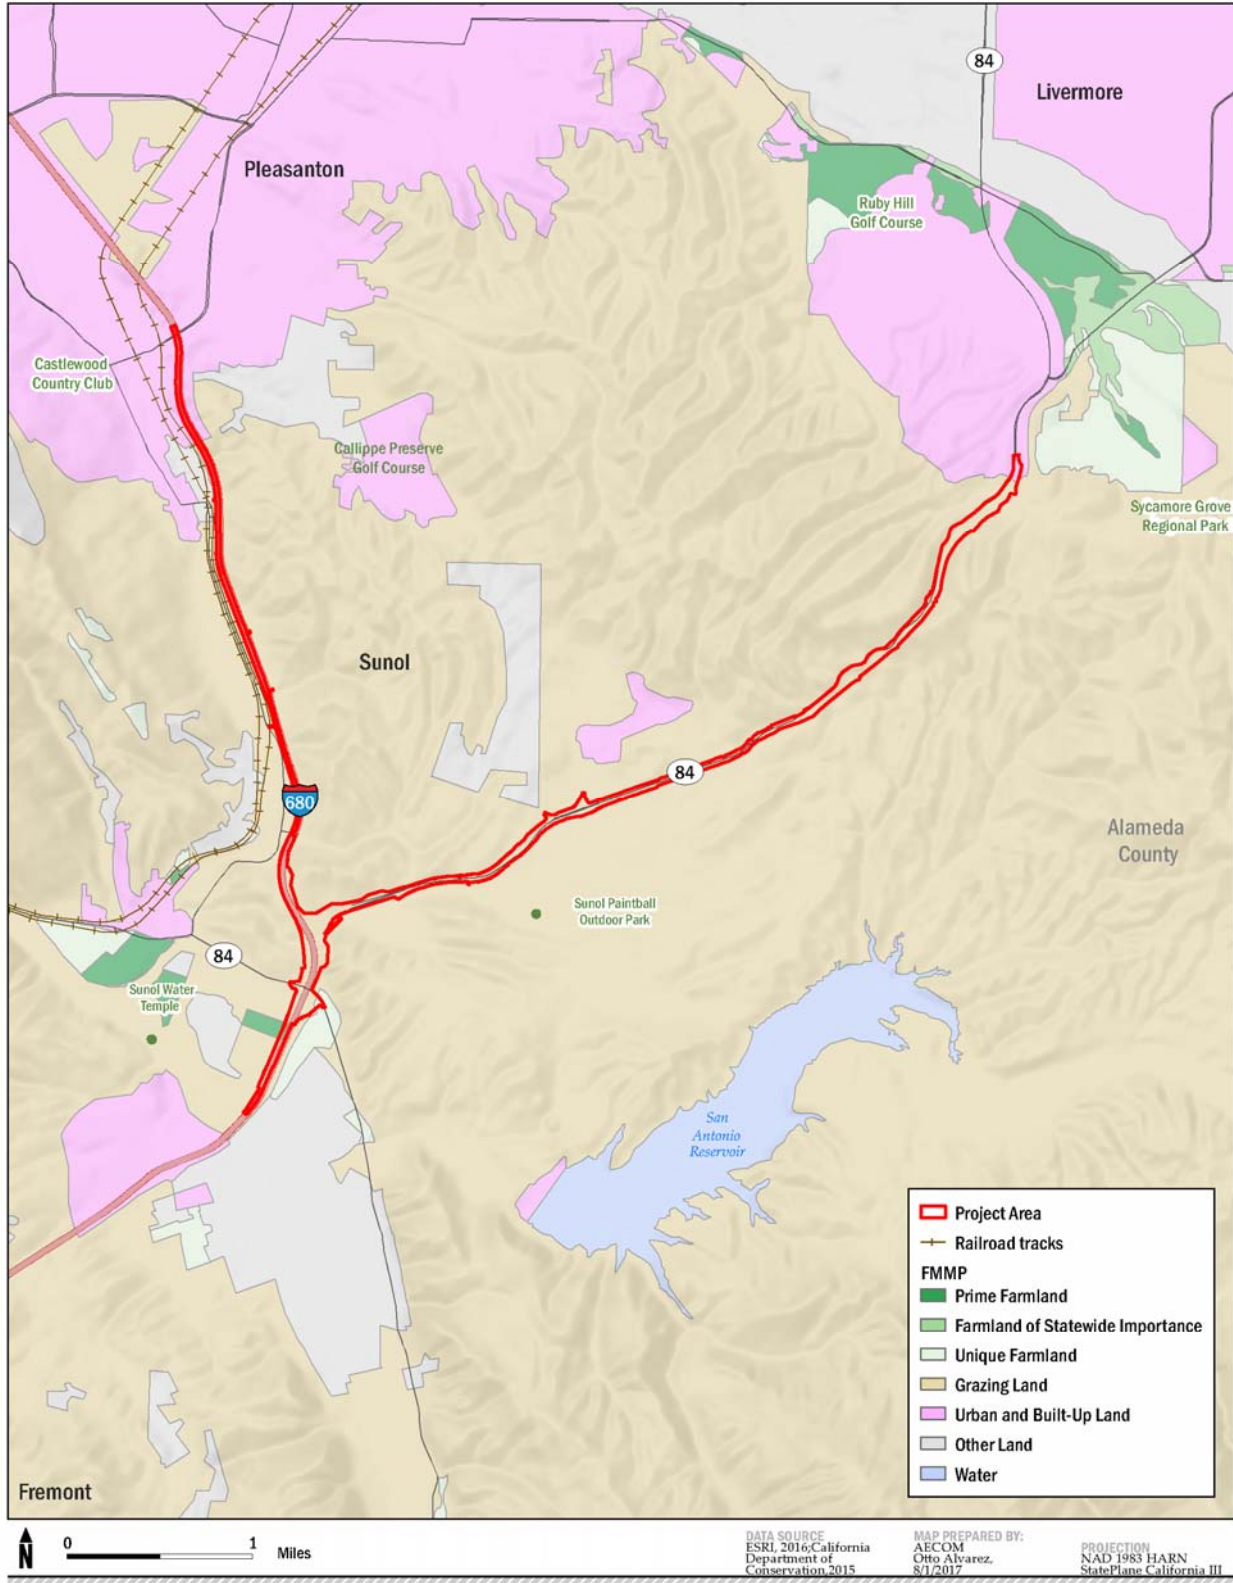 84
Livermore
Pleasanton
Ruby Hill
Golf Course
Castlewood
Country Club
Callippe Preserve
Golf Course
Sycamore Grove
Regional Park
Sunol
84
680
Alameda
County
Sunol Paintball
Outdoor Park
84
Sunol Water
Temple
San
Antonio
Reservoir
Project Area
Railroad tracks
FMMP
Prime Farmland
Farmland of Statewide Importance
Unique Farmland
Grazing Land
Urban and Built-Up Land
Other Land
Water
Fremont
N
0 1
Miles
DATA SOURCE
ESRI, 2016;California
Department of
Conservation,2015
MAP PREPARED BY:
AECOM
Otto Alvarez,
8/1/2017
PROJECTION
NAD 1983 HARN
StatePlane California III